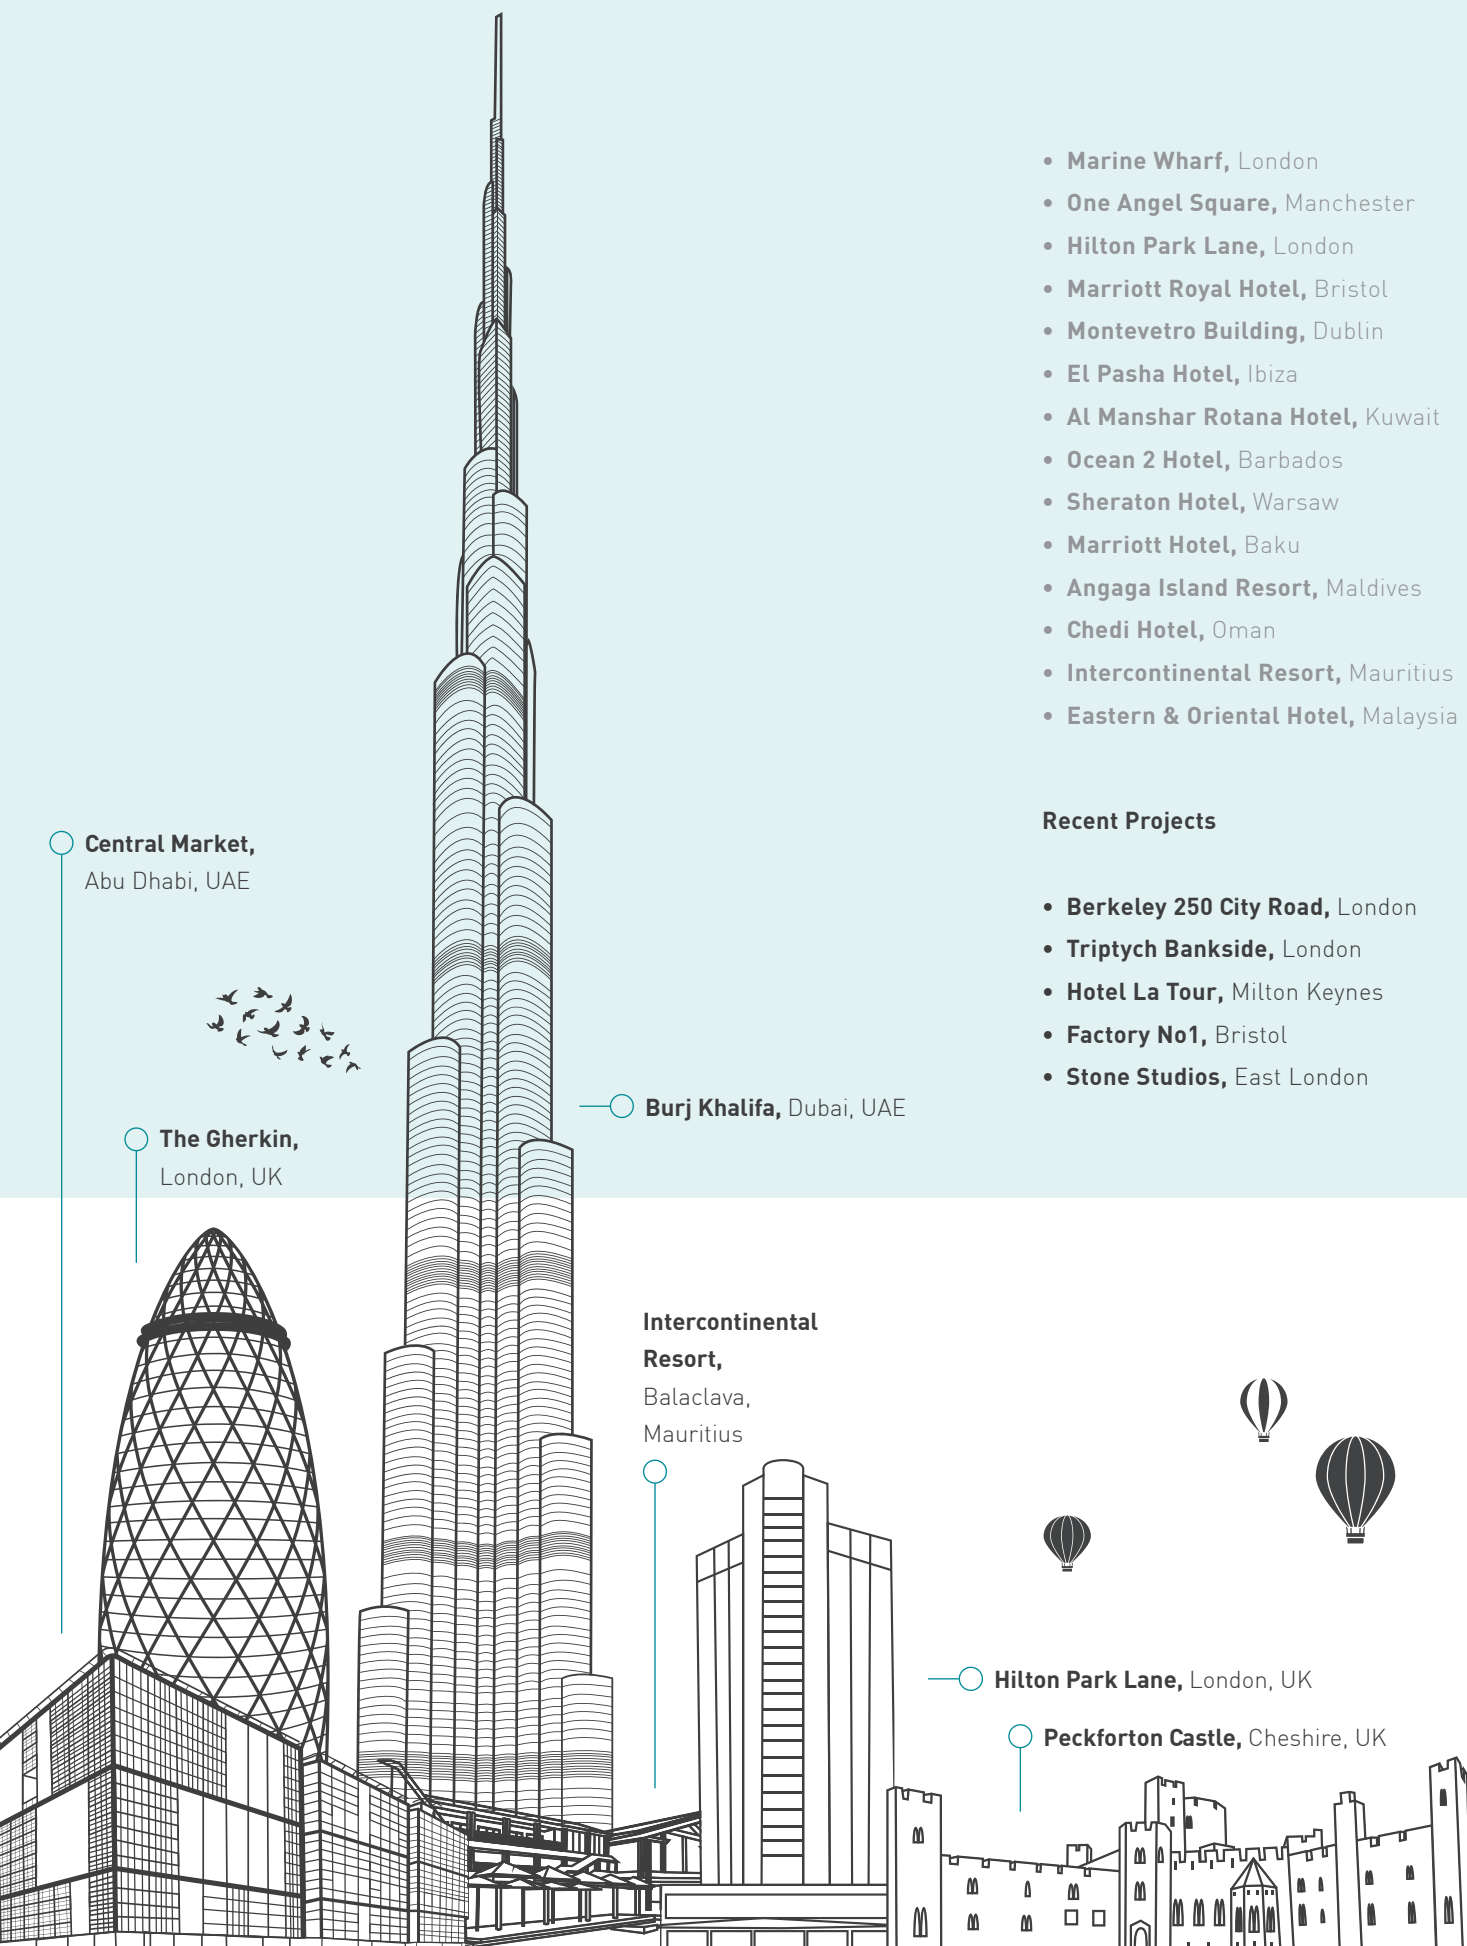 • Marine Wharf, London
• One Angel Square, Manchester
• Hilton Park Lane, London
• Marriott Royal Hotel, Bristol
• Montevetro Building, Dublin
• El Pasha Hotel, Ibiza
• Al Manshar Rotana Hotel, Kuwait
• Ocean 2 Hotel, Barbados
• Sheraton Hotel, Warsaw
• Marriott Hotel, Baku
• Angaga Island Resort, Maldives
• Chedi Hotel, Oman
• Intercontinental Resort, Mauritius
• Eastern & Oriental Hotel, Malaysia
Recent Projects
• Berkeley 250 City Road, London
• Triptych Bankside, London
• Hotel La Tour, Milton Keynes
• Factory No1, Bristol
• Stone Studios, East London
Central Market,
Abu Dhabi, UAE
The Gherkin,
London, UK
Burj Khalifa, Dubai, UAE
Intercontinental
Resort,
Balaclava,
Mauritius
Hilton Park Lane, London, UK
Peckforton Castle, Cheshire, UK